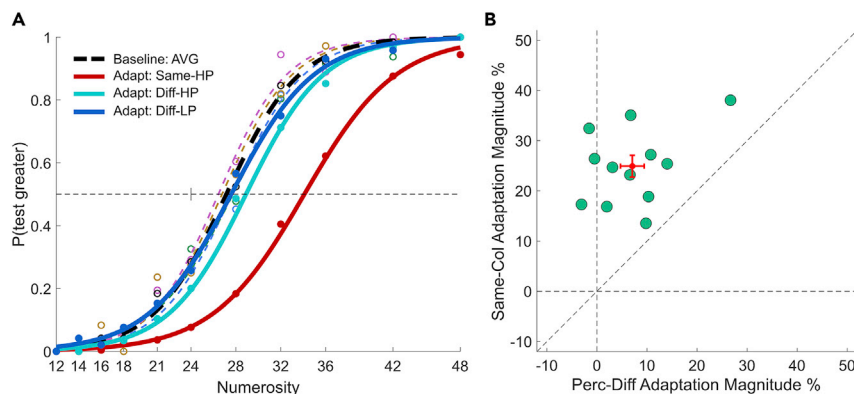 A
P(test greater)
1
0.8
0.6
0.4
0.2
0
Baseline: AVG
Adapt: Same-HP
Adapt: Diff-HP
Adapt: Diff-LP
12 14 16 18 21 24 28 32 36 42 48
Numerosity
B
Same-Col Adaptation Magnitude %
50
40
30
20
10
0
-10
-10 0 10 20 30 40 50
Perc-Diff Adaptation Magnitude %